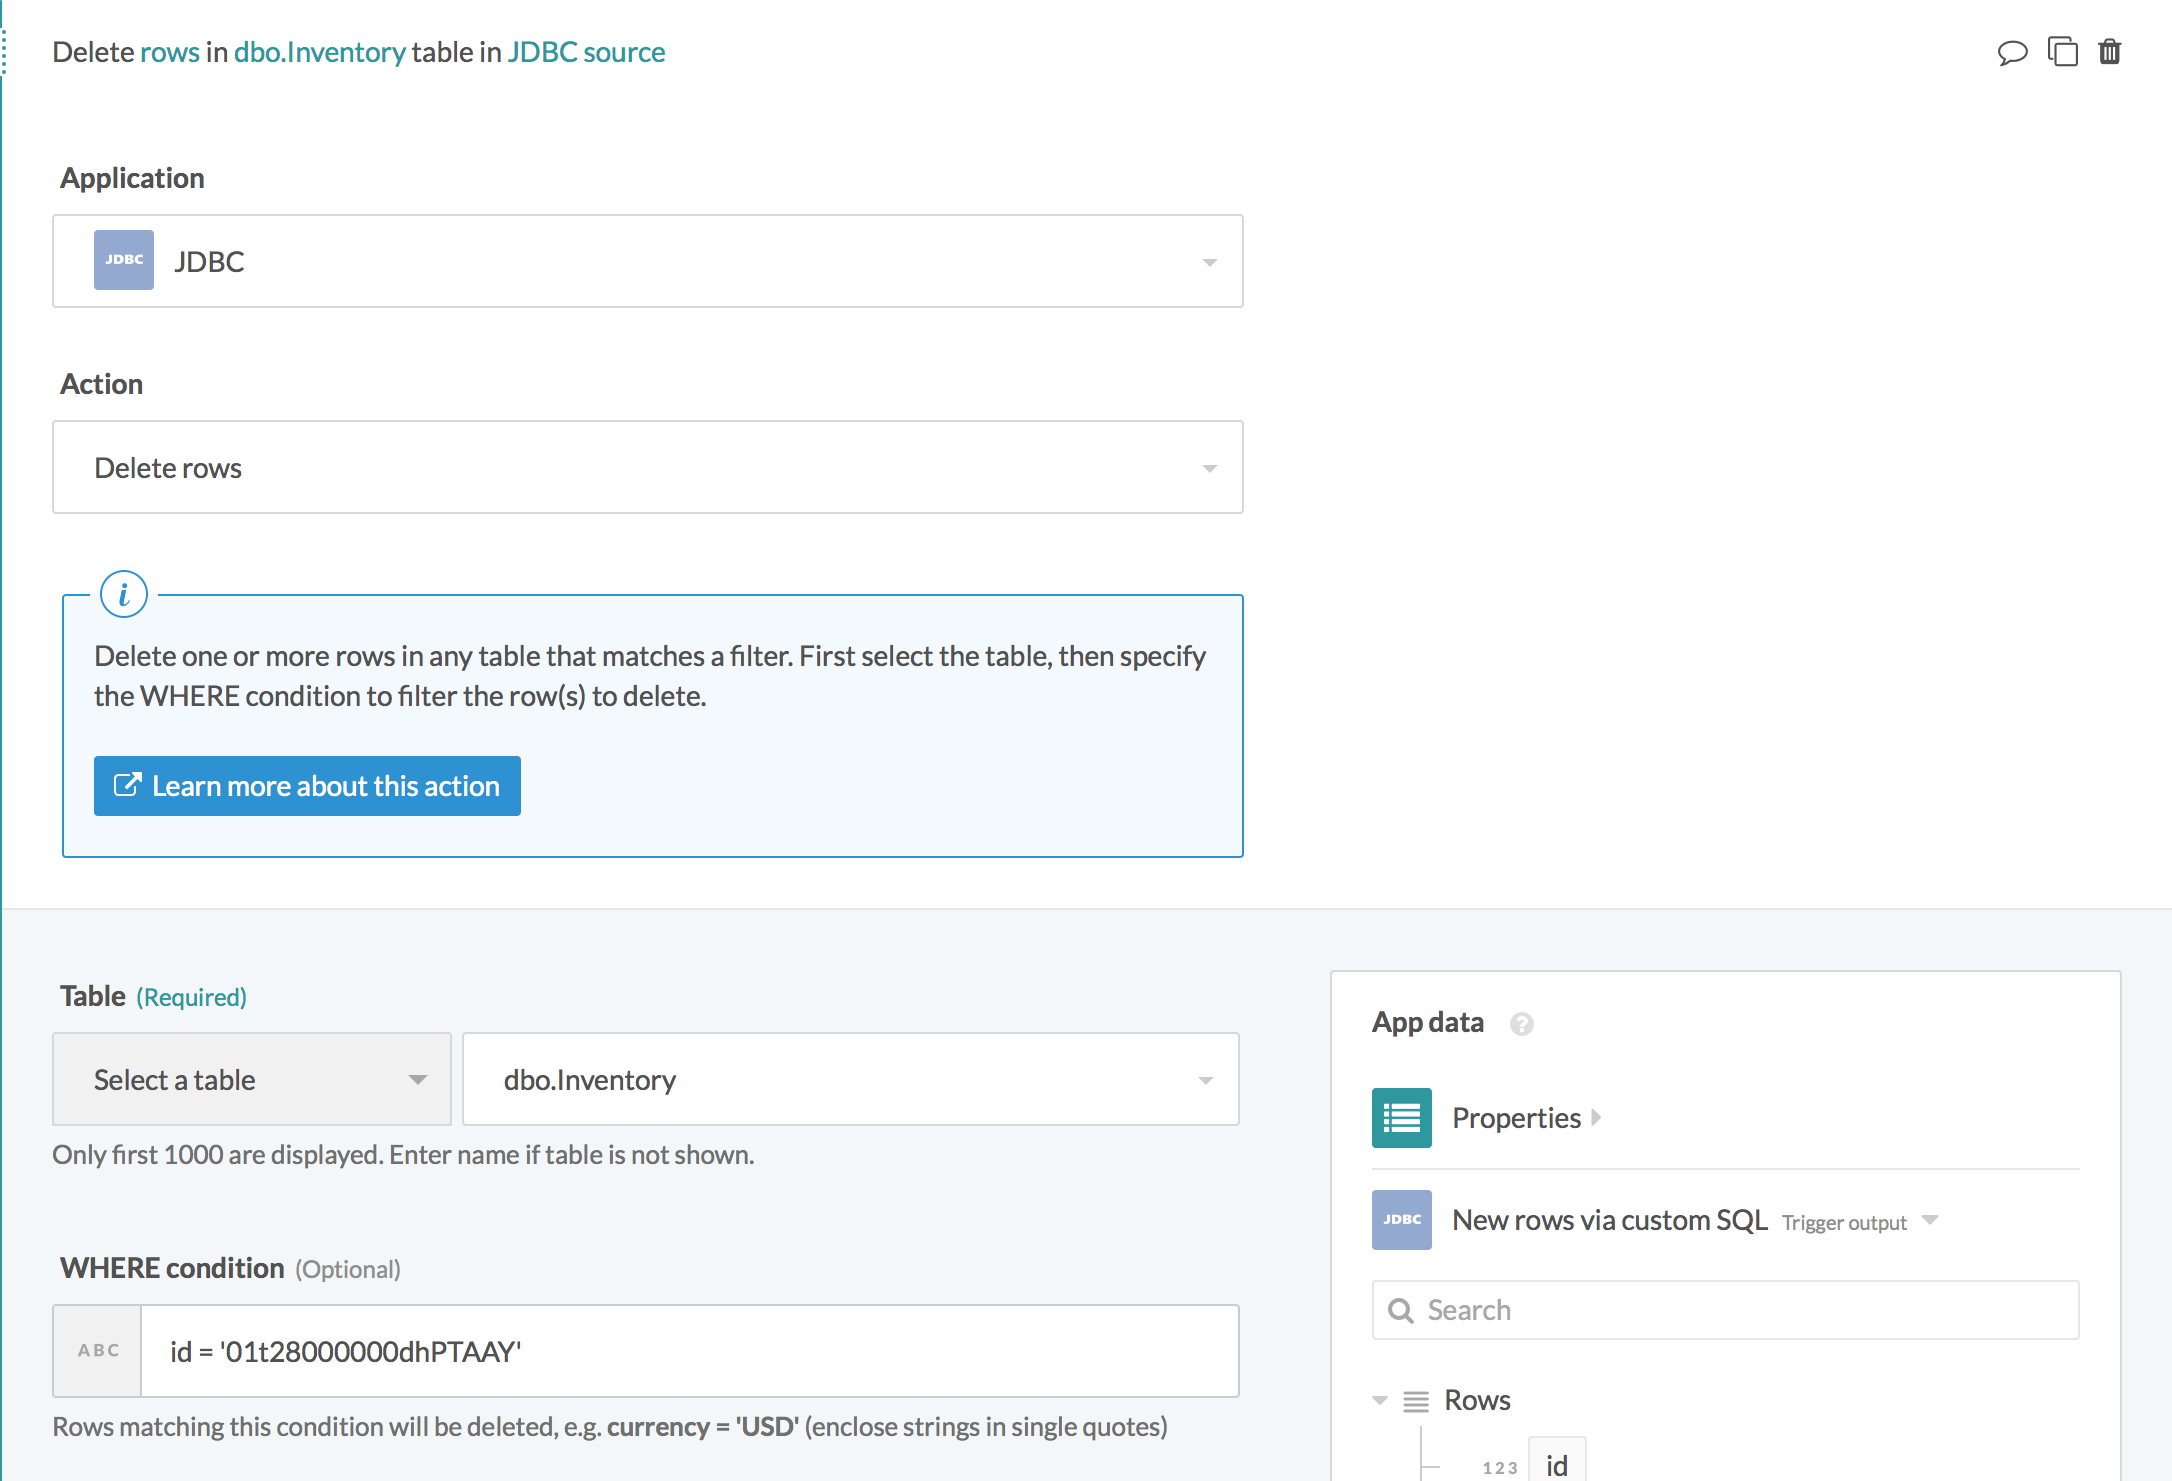 Delete rows in dbo.Inventory table in JDBC source
Application
JDBC JDBC
Action
Delete rows
i
Delete one or more rows in any table that matches a filter. First select the table, then specify
the WHERE condition to filter the row(s) to delete.
Learn more about this action
Table (Required)
Select a table dbo.Inventory
Only first 1000 are displayed. Enter name if table is not shown.
WHERE condition (Optional)
ABC id = '01t28000000dhPTAAY'
Rows matching this condition will be deleted, e.g. currency = 'USD' (enclose strings in single quotes)
App data ?
Properties
JDBC New rows via custom SQL Trigger output
Search
Rows
123 id